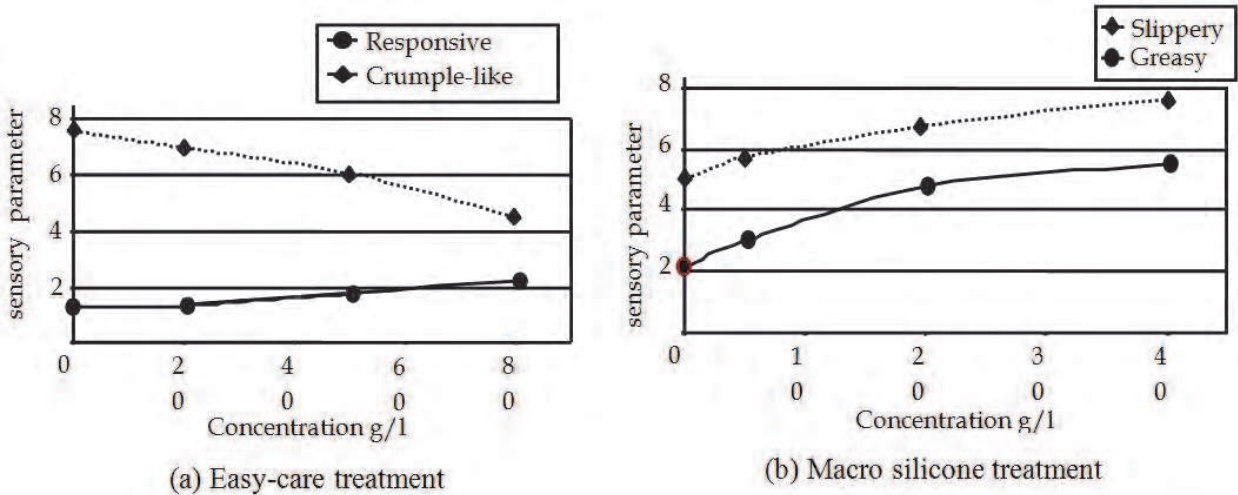 Responsive
Crumple-like
8
6
4
2
sensory parameter
0 2 4 6 8
0 0 0 0
Concentration g/l
(a) Easy-care treatment
Slippery
Greasy
8
6
4
2
sensory parameter
0 1 2 3 4
0 0 0 0
Concentration g/l
(b) Macro silicone treatment